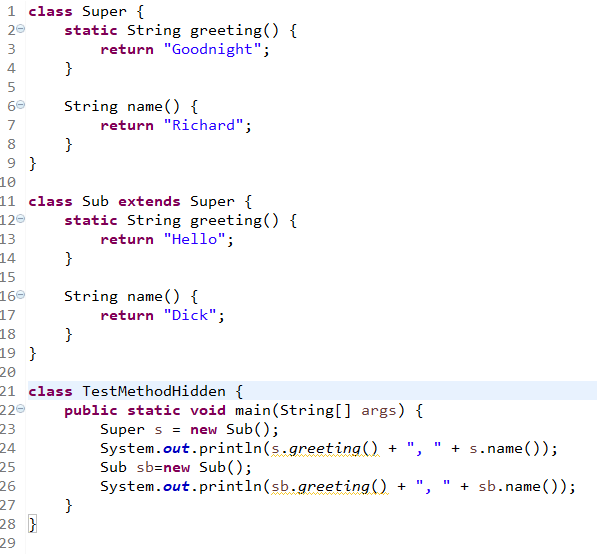 1 class Super {
2 static String greeting() {
3 return "Goodnight";
4 }
5
6 String name() {
7 return "Richard";
8 }
9 }
10
11 class Sub extends Super {
12 static String greeting() {
13 return "Hello";
14 }
15
16 String name() {
17 return "Dick";
18 }
19 }
20
21 class TestMethodHidden {
22 public static void main(String[] args) {
23 Super s = new Sub();
24 System.out.println(s.greeting() + ", " + s.name());
25 Sub sb=new Sub();
26 System.out.println(sb.greeting() + ", " + sb.name());
27 }
28 }
29